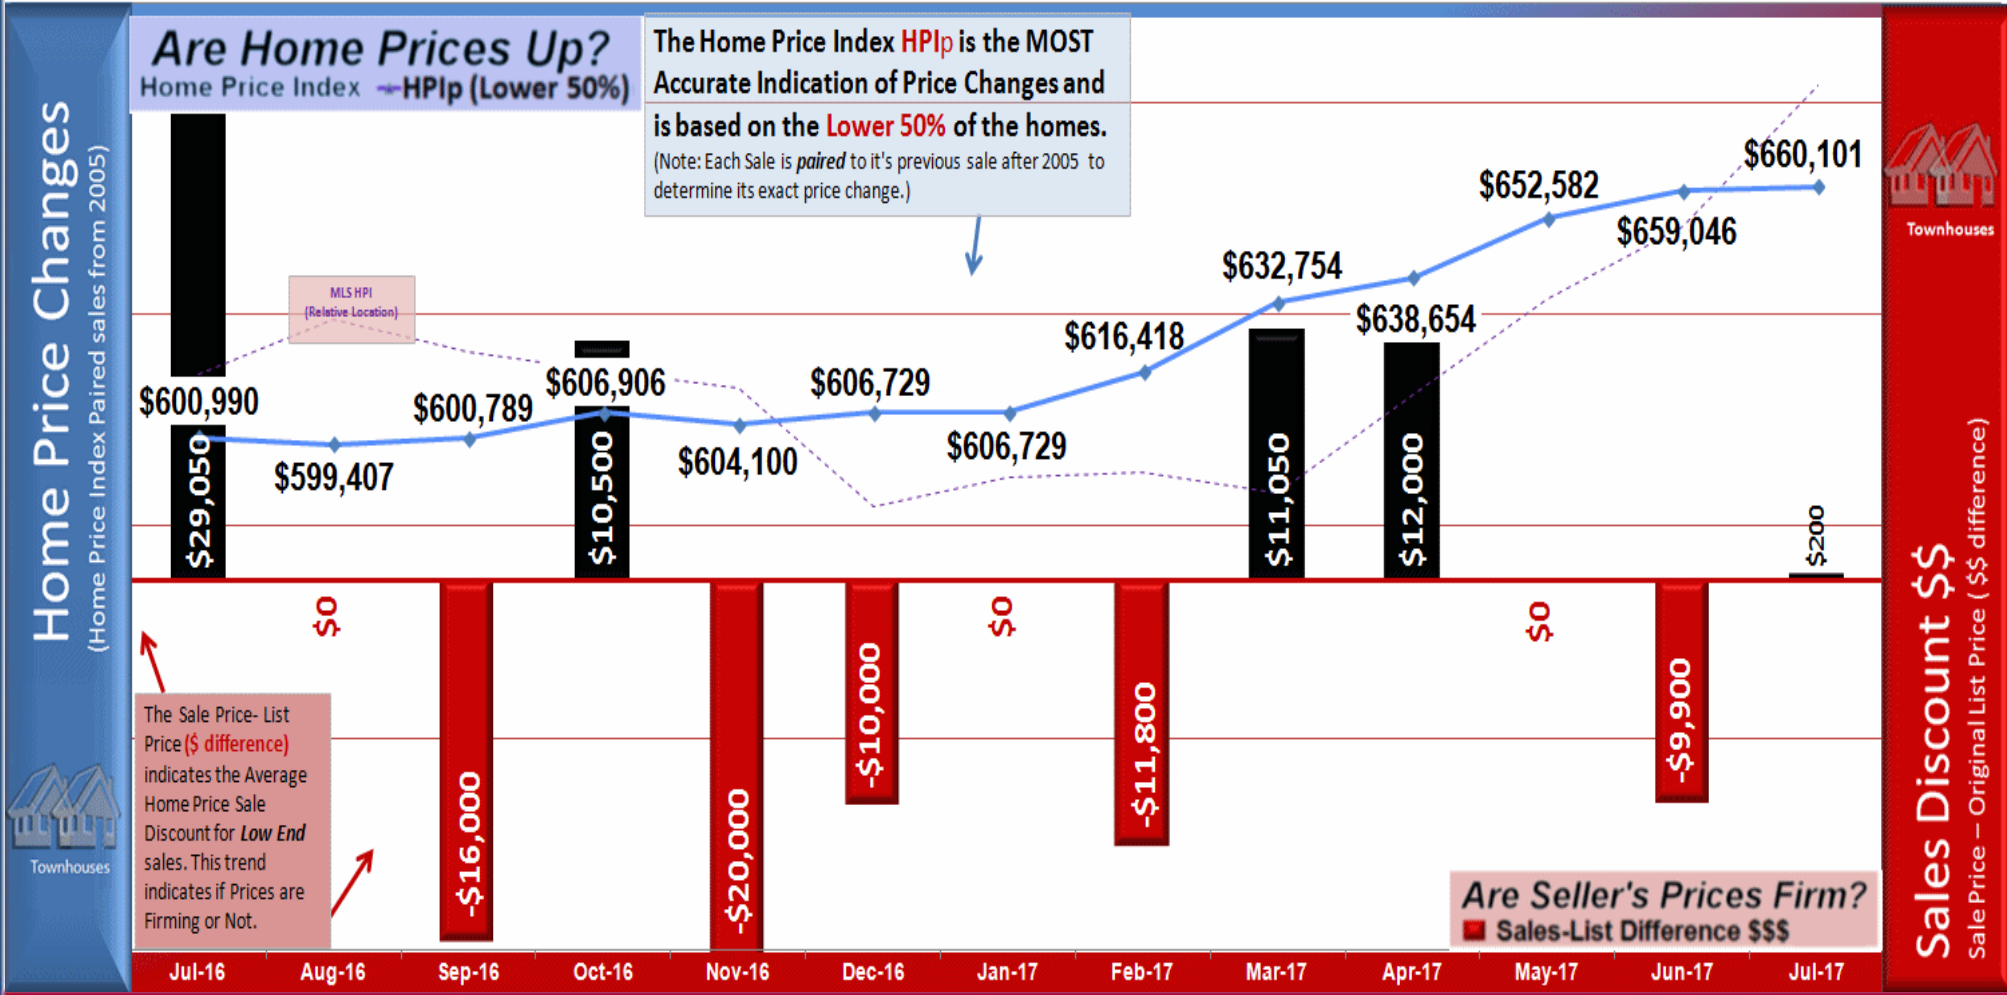 Are Home Prices Up?
Home Price Index HPIp (Lower 50%)
The Home Price Index HPIp is the MOST
Accurate Indication of Price Changes and
is based on the Lower 50% of the homes.
(Note: Each Sale is paired to it's previous sale after 2005 to
determine its exact price change.)
Home Price Changes
(Home Price Index Paired sales from 2005)
Townhouses
Townhouses
Sales Discount $$
Sale Price – Original List Price ( $$ difference)
MLS HPI
(Relative Location)
$600,990
$599,407
$600,789
$606,906
$604,100
$606,729
$606,729
$616,418
$632,754
$638,654
$652,582
$659,046
$660,101
$29,050
$0
-$16,000
$10,500
-$20,000
-$10,000
$0
-$11,800
$11,050
$12,000
$0
-$9,900
$200
The Sale Price- List
Price ($ difference)
indicates the Average
Home Price Sale
Discount for Low End
sales. This trend
indicates if Prices are
Firming or Not.
Are Seller's Prices Firm?
Sales-List Difference $$$
Jul-16 Aug-16 Sep-16 Oct-16 Nov-16 Dec-16 Jan-17 Feb-17 Mar-17 Apr-17 May-17 Jun-17 Jul-17